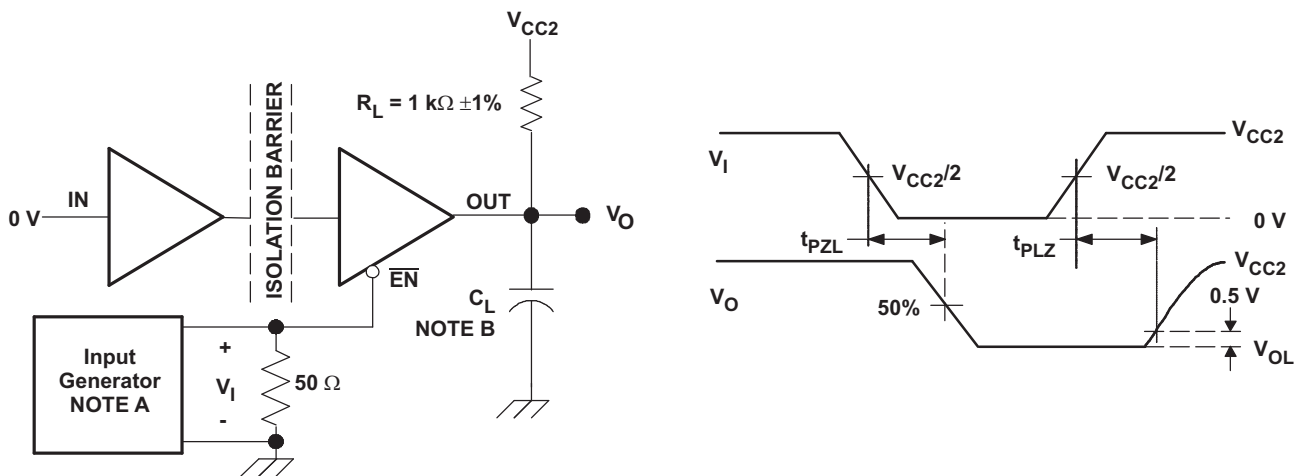 V_CC2
R_L = 1 kΩ ±1%
ISOLATION BARRIER
IN
0 V
OUT
V_O
E̅N̅
C_L
NOTE B
Input
Generator
NOTE A
+
V_I
-
50 Ω
V_I
V_CC2
V_CC2/2
V_CC2/2
0 V
t_PZL
t_PLZ
V_O
50%
V_CC2
0.5 V
V_OL